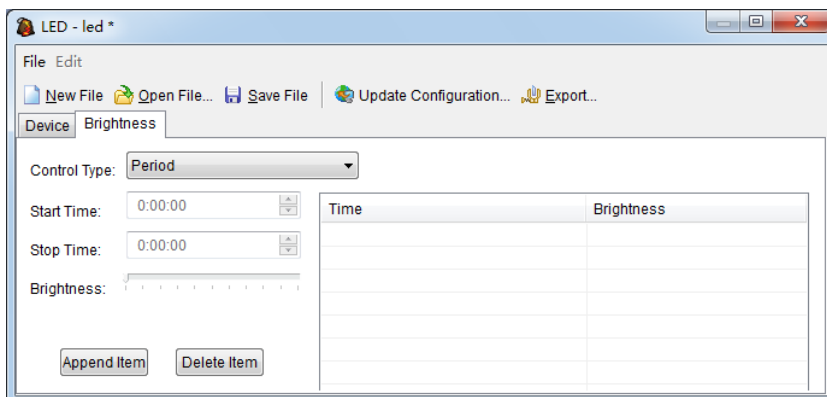 LED - led *
File Edit
New File Open File... Save File Update Configuration... Export...
Device Brightness
Control Type: Period
Start Time: 0:00:00
Time Brightness
Stop Time: 0:00:00
Brightness:
Append Item Delete Item